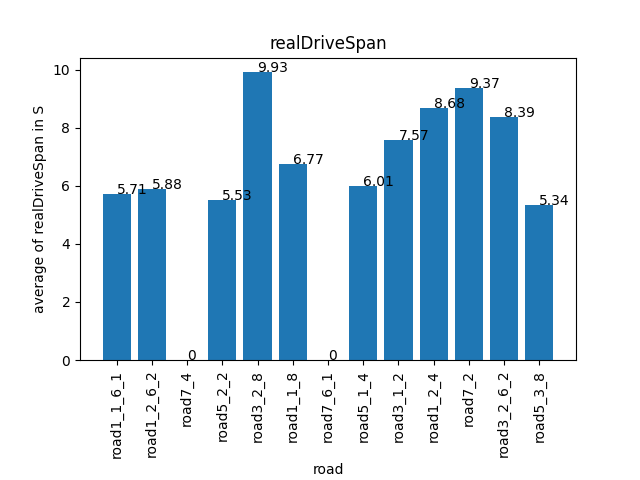 realDriveSpan
average of realDriveSpan in S
10
8
6
4
2
0
5.71
5.88
0
5.53
9.93
6.77
0
6.01
7.57
8.68
9.37
8.39
5.34
road1_1_6_1
road1_2_6_2
road7_4
road5_2_2
road3_2_8
road1_1_8
road7_6_1
road5_1_4
road3_1_2
road1_2_4
road7_2
road3_2_6_2
road5_3_8
road